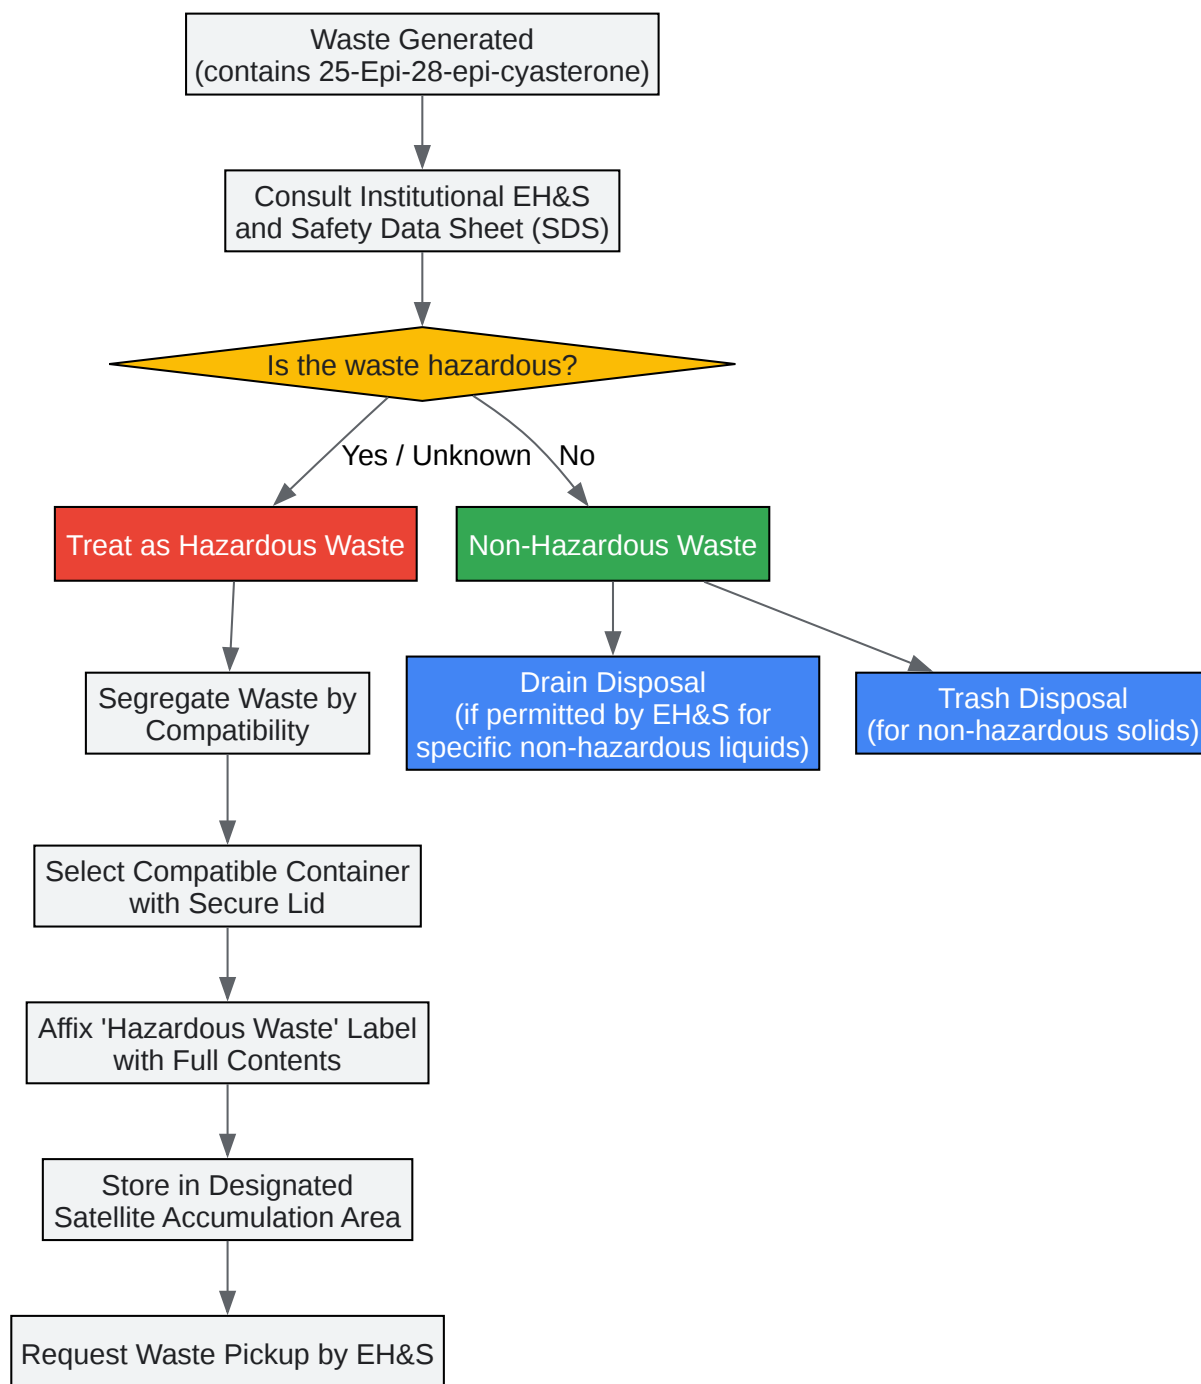 Waste Generated
(contains 25-Epi-28-epi-cyasterone)
Consult Institutional EH&S
and Safety Data Sheet (SDS)
Is the waste hazardous?
Yes / Unknown
No
Treat as Hazardous Waste
Non-Hazardous Waste
Segregate Waste by
Compatibility
Drain Disposal
(if permitted by EH&S for
specific non-hazardous liquids)
Trash Disposal
(for non-hazardous solids)
Select Compatible Container
with Secure Lid
Affix 'Hazardous Waste' Label
with Full Contents
Store in Designated
Satellite Accumulation Area
Request Waste Pickup by EH&S